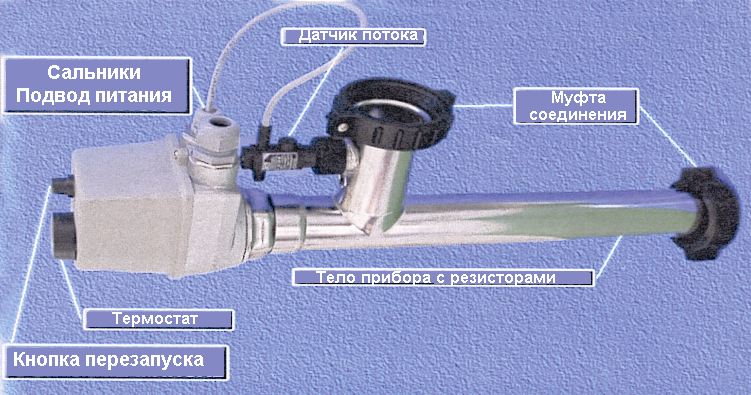 Датчик потока
Сальники
Подвод питания
Муфта
соединения
Тело прибора с резисторами
Термостат
Кнопка перезапуска